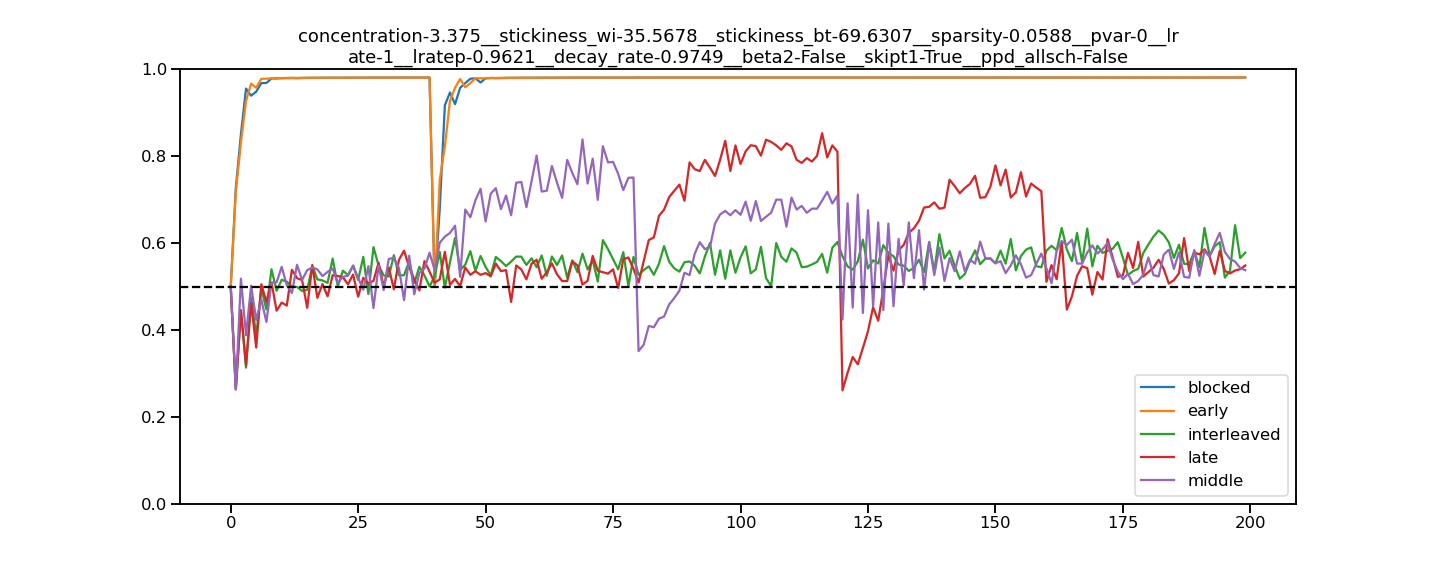 concentration-3.375__stickiness_wi-35.5678__stickiness_bt-69.6307__sparsity-0.0588__pvar-0__lr
ate-1__lratep-0.9621__decay_rate-0.9749__beta2-False__skipt1-True__ppd_allsch-False
1.0
0.8
0.6
0.4
0.2
0.0
blocked
early
interleaved
late
middle
0 25 50 75 100 125 150 175 200